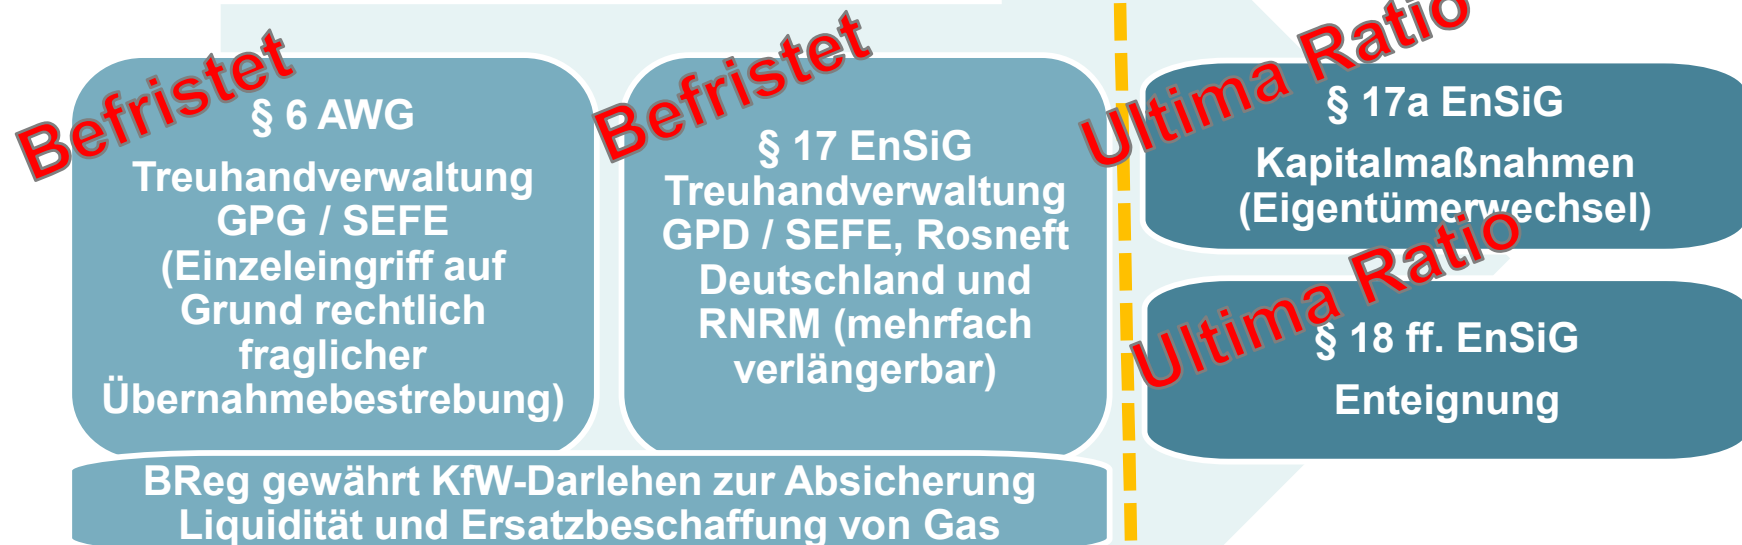 Befristet
§ 6 AWG
Treuhandverwaltung
GPG / SEFE
(Einzeleingriff auf
Grund rechtlich
fraglicher
Übernahmebestrebung)
Befristet
§ 17 EnSiG
Treuhandverwaltung
GPD / SEFE, Rosneft
Deutschland und
RNRM (mehrfach
verlängerbar)
BReg gewährt KfW-Darlehen zur Absicherung
Liquidität und Ersatzbeschaffung von Gas
Ultima Ratio
§ 17a EnSiG
Kapitalmaßnahmen
(Eigentümerwechsel)
Ultima Ratio
§ 18 ff. EnSiG
Enteignung